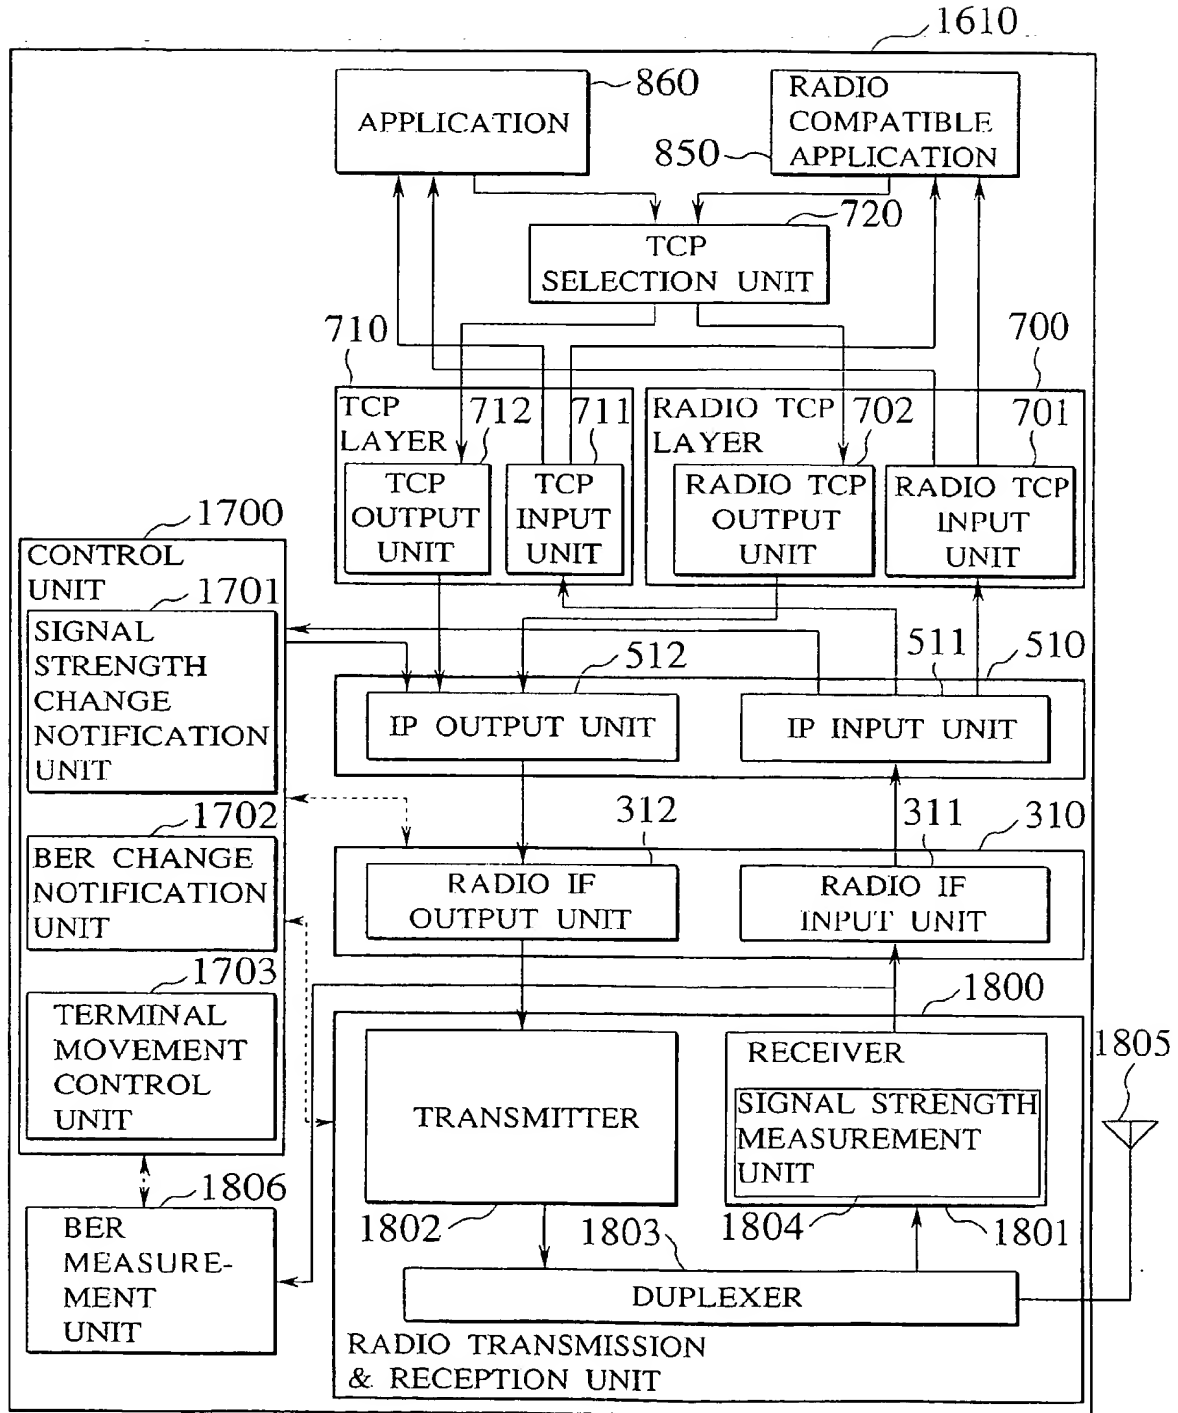 1610
860
APPLICATION
RADIO
COMPATIBLE
APPLICATION
850
720
TCP
SELECTION UNIT
710
700
TCP
LAYER
712
711
RADIO TCP
LAYER
702
701
TCP
OUTPUT
UNIT
TCP
INPUT
UNIT
RADIO TCP
OUTPUT
UNIT
RADIO TCP
INPUT
UNIT
1700
CONTROL
UNIT
1701
SIGNAL
STRENGTH
CHANGE
NOTIFICATION
UNIT
512
511
510
IP OUTPUT UNIT
IP INPUT UNIT
1702
BER CHANGE
NOTIFICATION
UNIT
312
311
310
RADIO IF
OUTPUT UNIT
RADIO IF
INPUT UNIT
1703
TERMINAL
MOVEMENT
CONTROL
UNIT
1800
1805
TRANSMITTER
RECEIVER
SIGNAL STRENGTH
MEASUREMENT
UNIT
1806
BER
MEASURE-
MENT
UNIT
1802
1803
1804
1801
DUPLEXER
RADIO TRANSMISSION
& RECEPTION UNIT